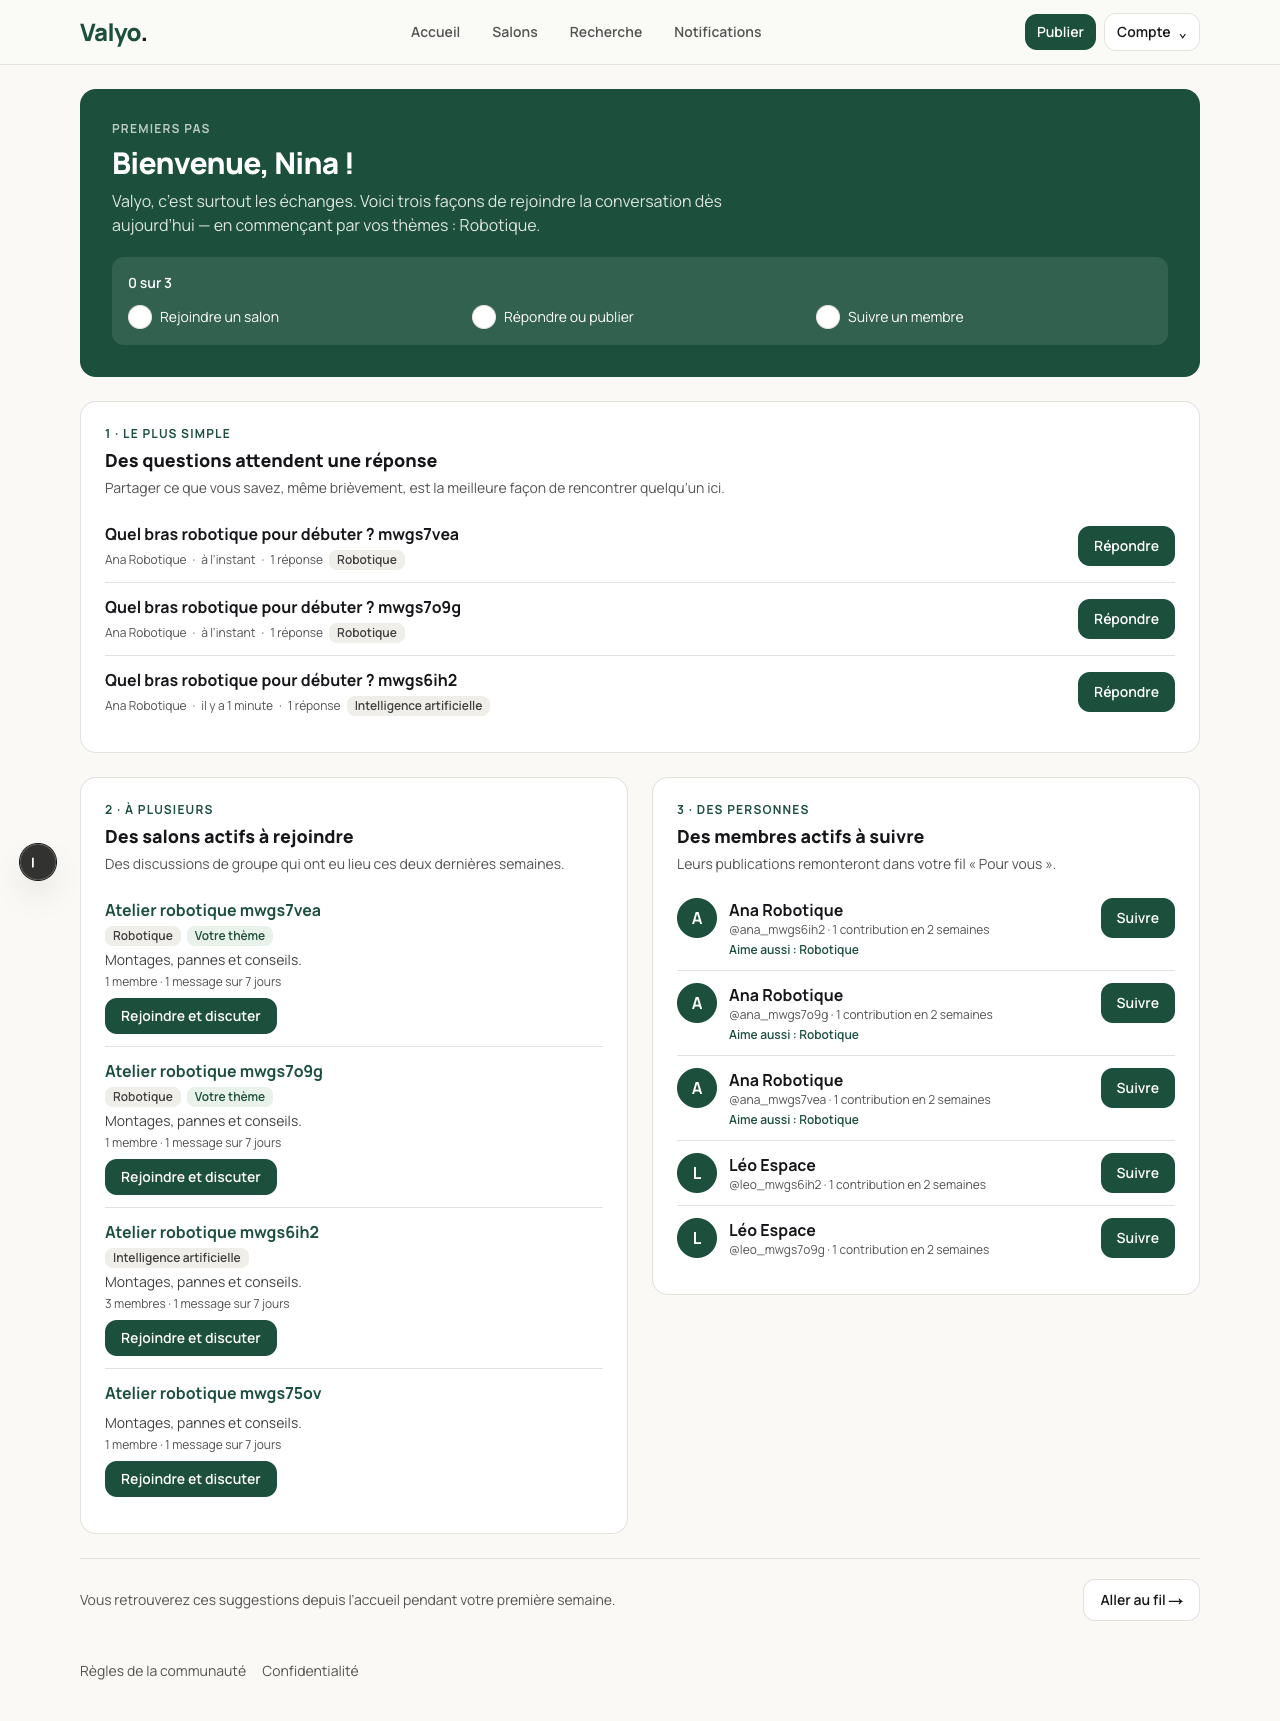 Valyo.
Accueil Salons Recherche Notifications
Publier Compte
PREMIERS PAS
Bienvenue, Nina !
Valyo, c'est surtout les échanges. Voici trois façons de rejoindre la conversation dès
aujourd'hui — en commençant par vos thèmes : Robotique.
0 sur 3
Rejoindre un salon
Répondre ou publier
Suivre un membre
1 · LE PLUS SIMPLE
Des questions attendent une réponse
Partager ce que vous savez, même brièvement, est la meilleure façon de rencontrer quelqu'un ici.
Quel bras robotique pour débuter ? mwgs7vea
Ana Robotique · à l'instant · 1 réponse Robotique
Répondre
Quel bras robotique pour débuter ? mwgs7o9g
Ana Robotique · à l'instant · 1 réponse Robotique
Répondre
Quel bras robotique pour débuter ? mwgs6ih2
Ana Robotique · il y a 1 minute · 1 réponse Intelligence artificielle
Répondre
2 · À PLUSIEURS
Des salons actifs à rejoindre
Des discussions de groupe qui ont eu lieu ces deux dernières semaines.
Atelier robotique mwgs7vea
Robotique Votre thème
Montages, pannes et conseils.
1 membre · 1 message sur 7 jours
Rejoindre et discuter
Atelier robotique mwgs7o9g
Robotique Votre thème
Montages, pannes et conseils.
1 membre · 1 message sur 7 jours
Rejoindre et discuter
Atelier robotique mwgs6ih2
Intelligence artificielle
Montages, pannes et conseils.
3 membres · 1 message sur 7 jours
Rejoindre et discuter
Atelier robotique mwgs75ov
Montages, pannes et conseils.
1 membre · 1 message sur 7 jours
Rejoindre et discuter
3 · DES PERSONNES
Des membres actifs à suivre
Leurs publications remonteront dans votre fil « Pour vous ».
A
Ana Robotique
@ana_mwgs6ih2 · 1 contribution en 2 semaines
Aime aussi : Robotique
Suivre
A
Ana Robotique
@ana_mwgs7o9g · 1 contribution en 2 semaines
Aime aussi : Robotique
Suivre
A
Ana Robotique
@ana_mwgs7vea · 1 contribution en 2 semaines
Aime aussi : Robotique
Suivre
L
Léo Espace
@leo_mwgs6ih2 · 1 contribution en 2 semaines
Suivre
L
Léo Espace
@leo_mwgs7o9g · 1 contribution en 2 semaines
Suivre
Vous retrouverez ces suggestions depuis l'accueil pendant votre première semaine.
Aller au fil →
Règles de la communauté Confidentialité